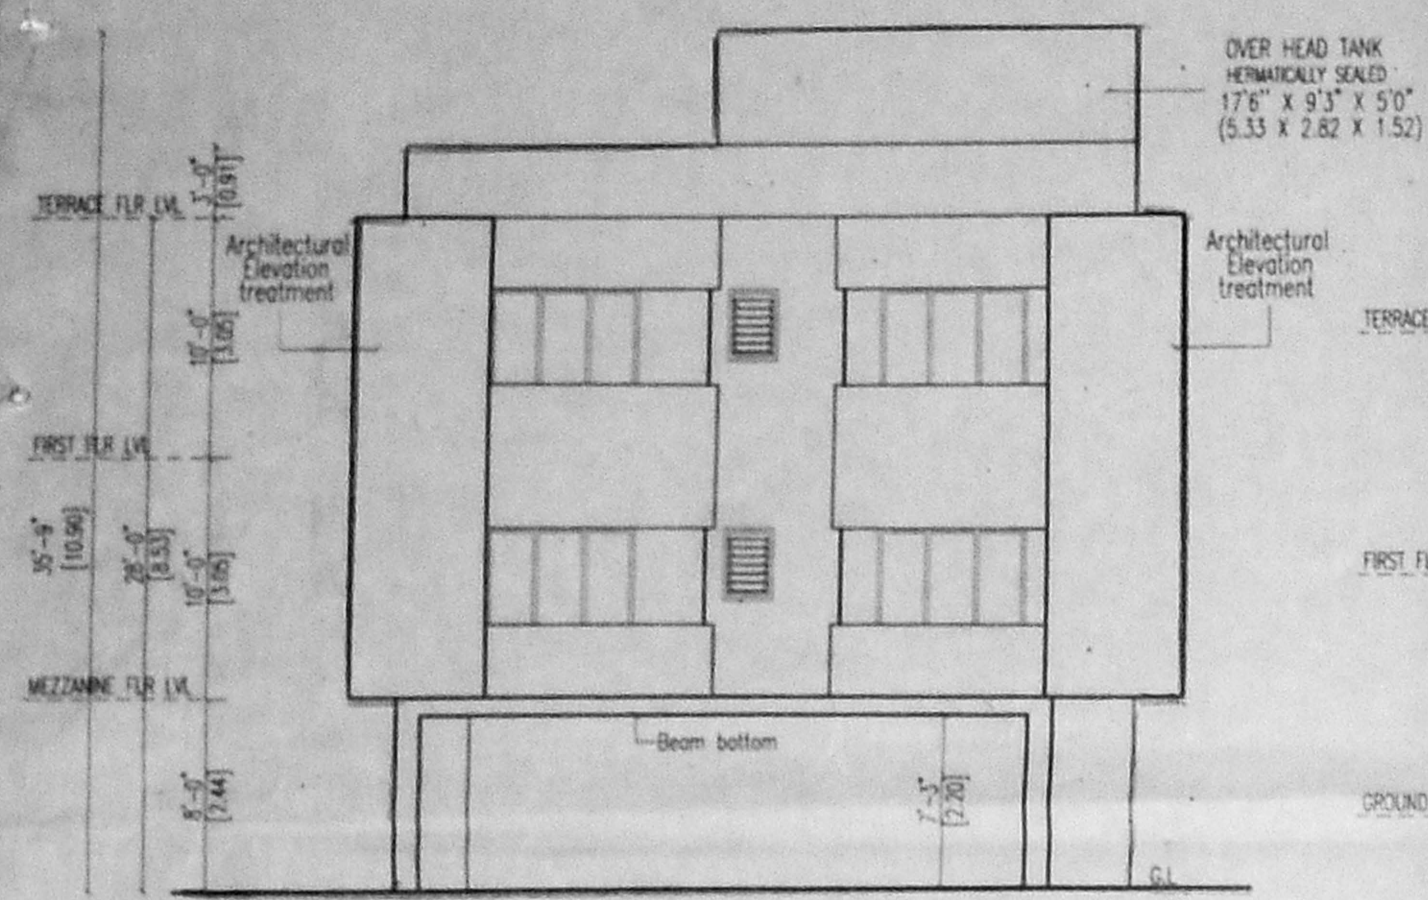 OVER HEAD TANK
HERMATICALLY SEALED
17'6" X 9'3" X 5'0"
(5.33 X 2.82 X 1.52)
3'-0"
[0.91]
TERRACE FLR LVL
Architectural
Elevation
treatment
Architectural
Elevation
treatment
10'-0"
[3.05]
TERRACE
FIRST FLR LVL
35'-9"
[10.90]
28'-0"
[8.53]
10'-0"
[3.05]
FIRST FL
MEZZANINE FLR LVL
Beam bottom
8'-0"
[2.44]
7'-3"
[2.20]
GROUND
G.L